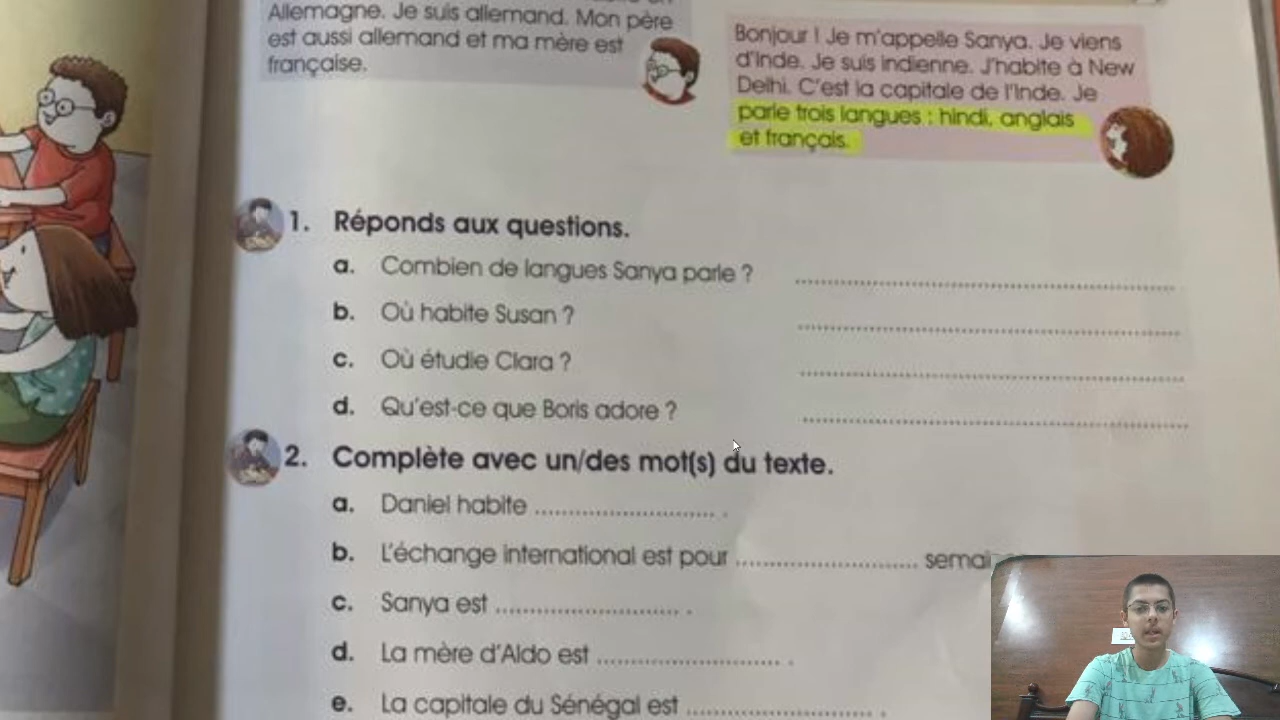 Allemagne. Je suis allemand. Mon père
est aussi allemand et ma mère est
française.
Bonjour ! Je m'appelle Sanya. Je viens
d'Inde. Je suis indienne. J'habite à New
Delhi. C'est la capitale de l'Inde. Je
parle trois langues : hindi, anglais
et français.
1. Réponds aux questions.
a. Combien de langues Sanya parle ? ........................
b. Où habite Susan ? ........................
c. Où étudie Clara ? ........................
d. Qu'est-ce que Boris adore ? ........................
2. Complète avec un/des mot(s) du texte.
a. Daniel habite ........................ .
b. L'échange international est pour ........................
c. Sanya est ........................ .
d. La mère d'Aldo est ........................ .
e. La capitale du Sénégal est ........................ .